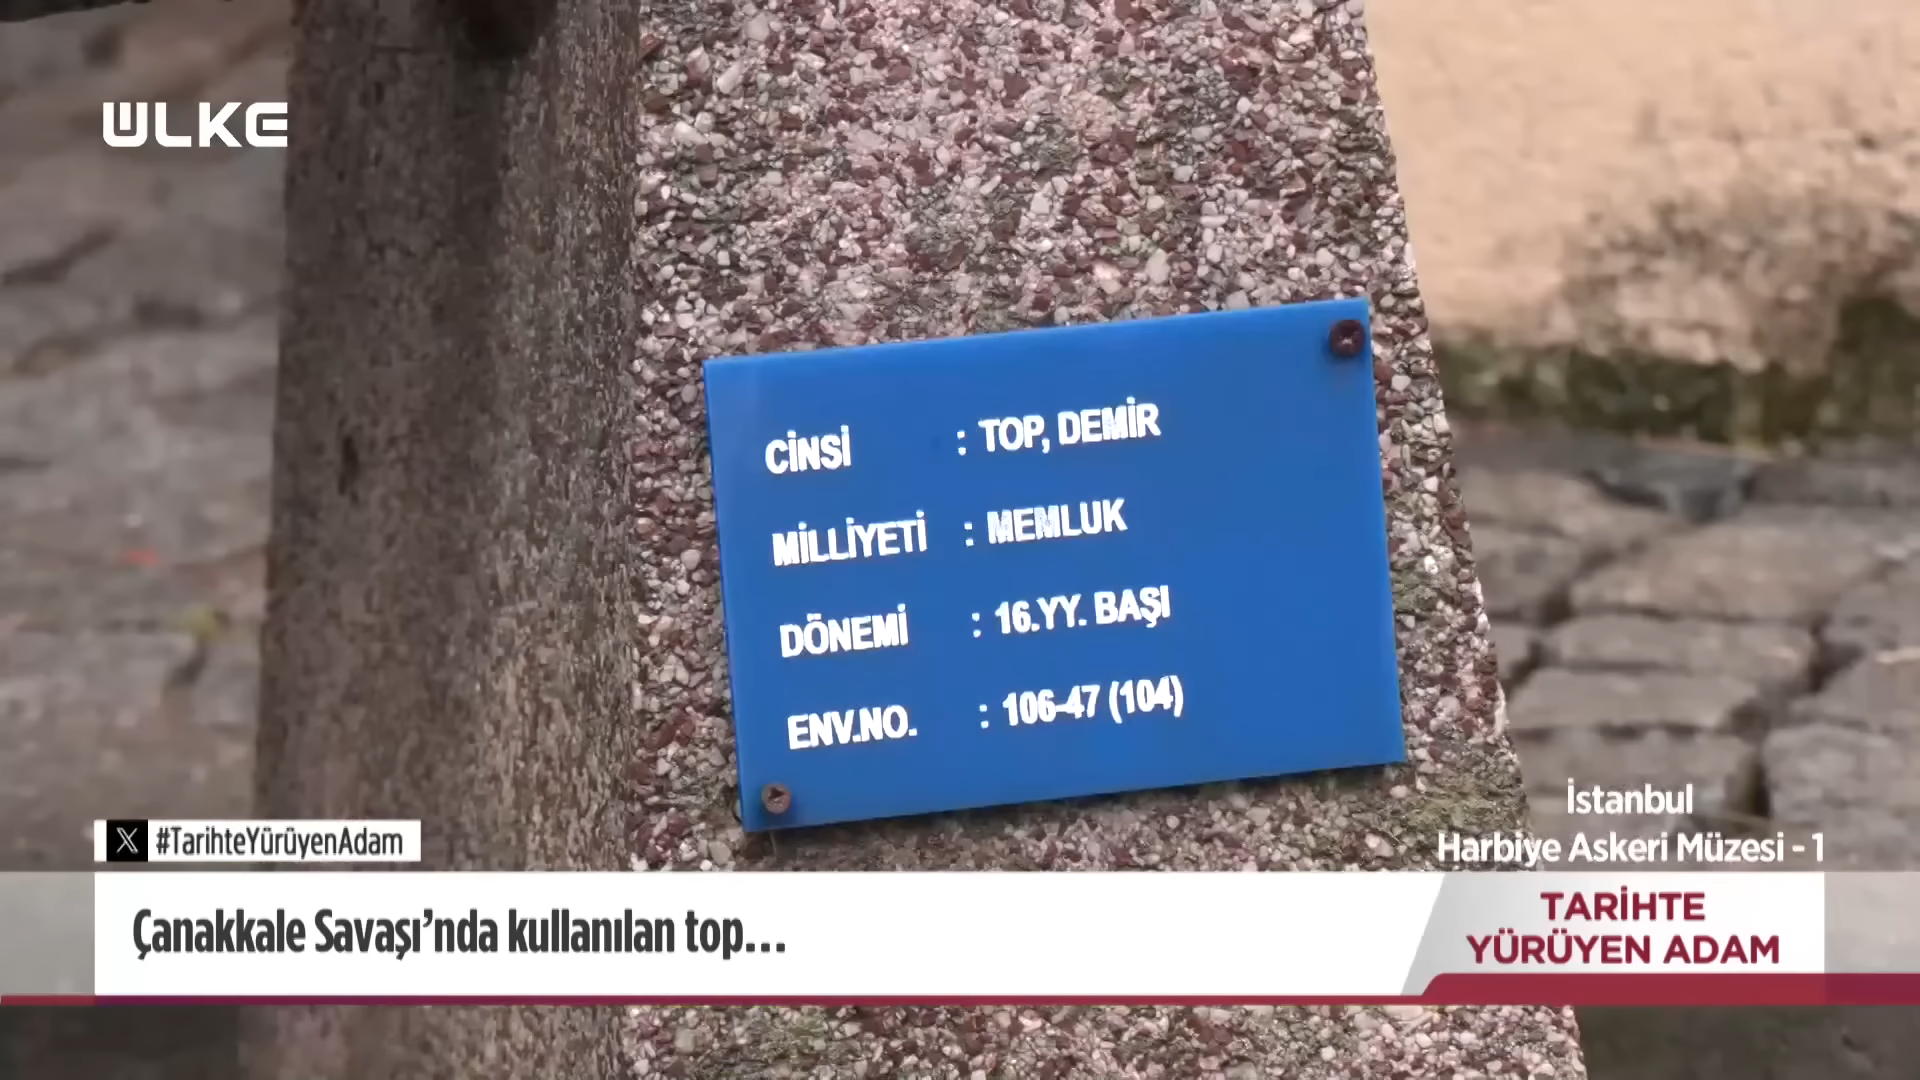 ULKE
CİNSİ : TOP, DEMİR
MİLLİYETİ : MEMLUK
DÖNEMİ : 16.YY. BAŞI
ENV.NO. : 106-47 (104)
İstanbul
Harbiye Askeri Müzesi - 1
X #TarihteYürüyenAdam
Çanakkale Savaşı’nda kullanılan top...
TARİHTE
YÜRÜYEN ADAM